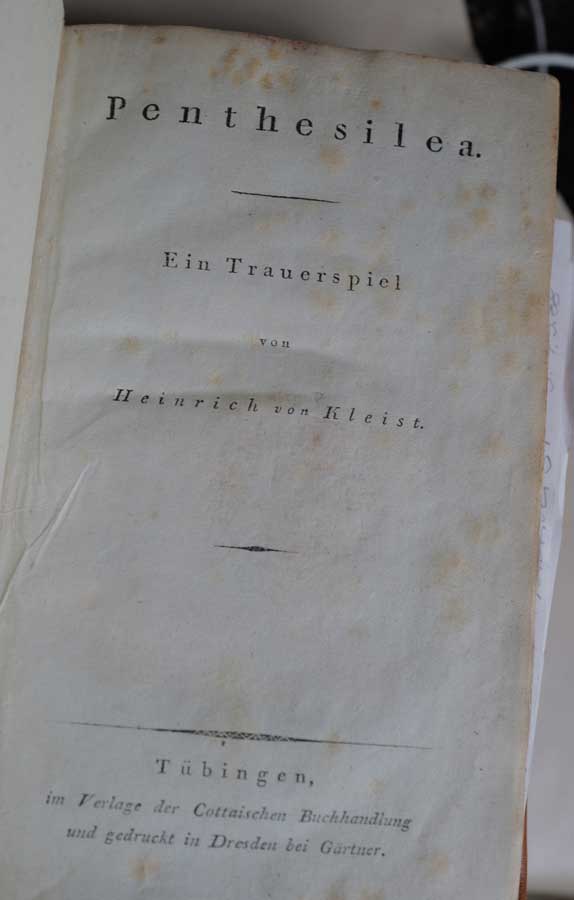 Penthesilea.
Ein Trauerspiel
von
Heinrich von Kleist.
Tübingen,
im Verlage der Cottaischen Buchhandlung
und gedruckt in Dresden bei Gärtner.